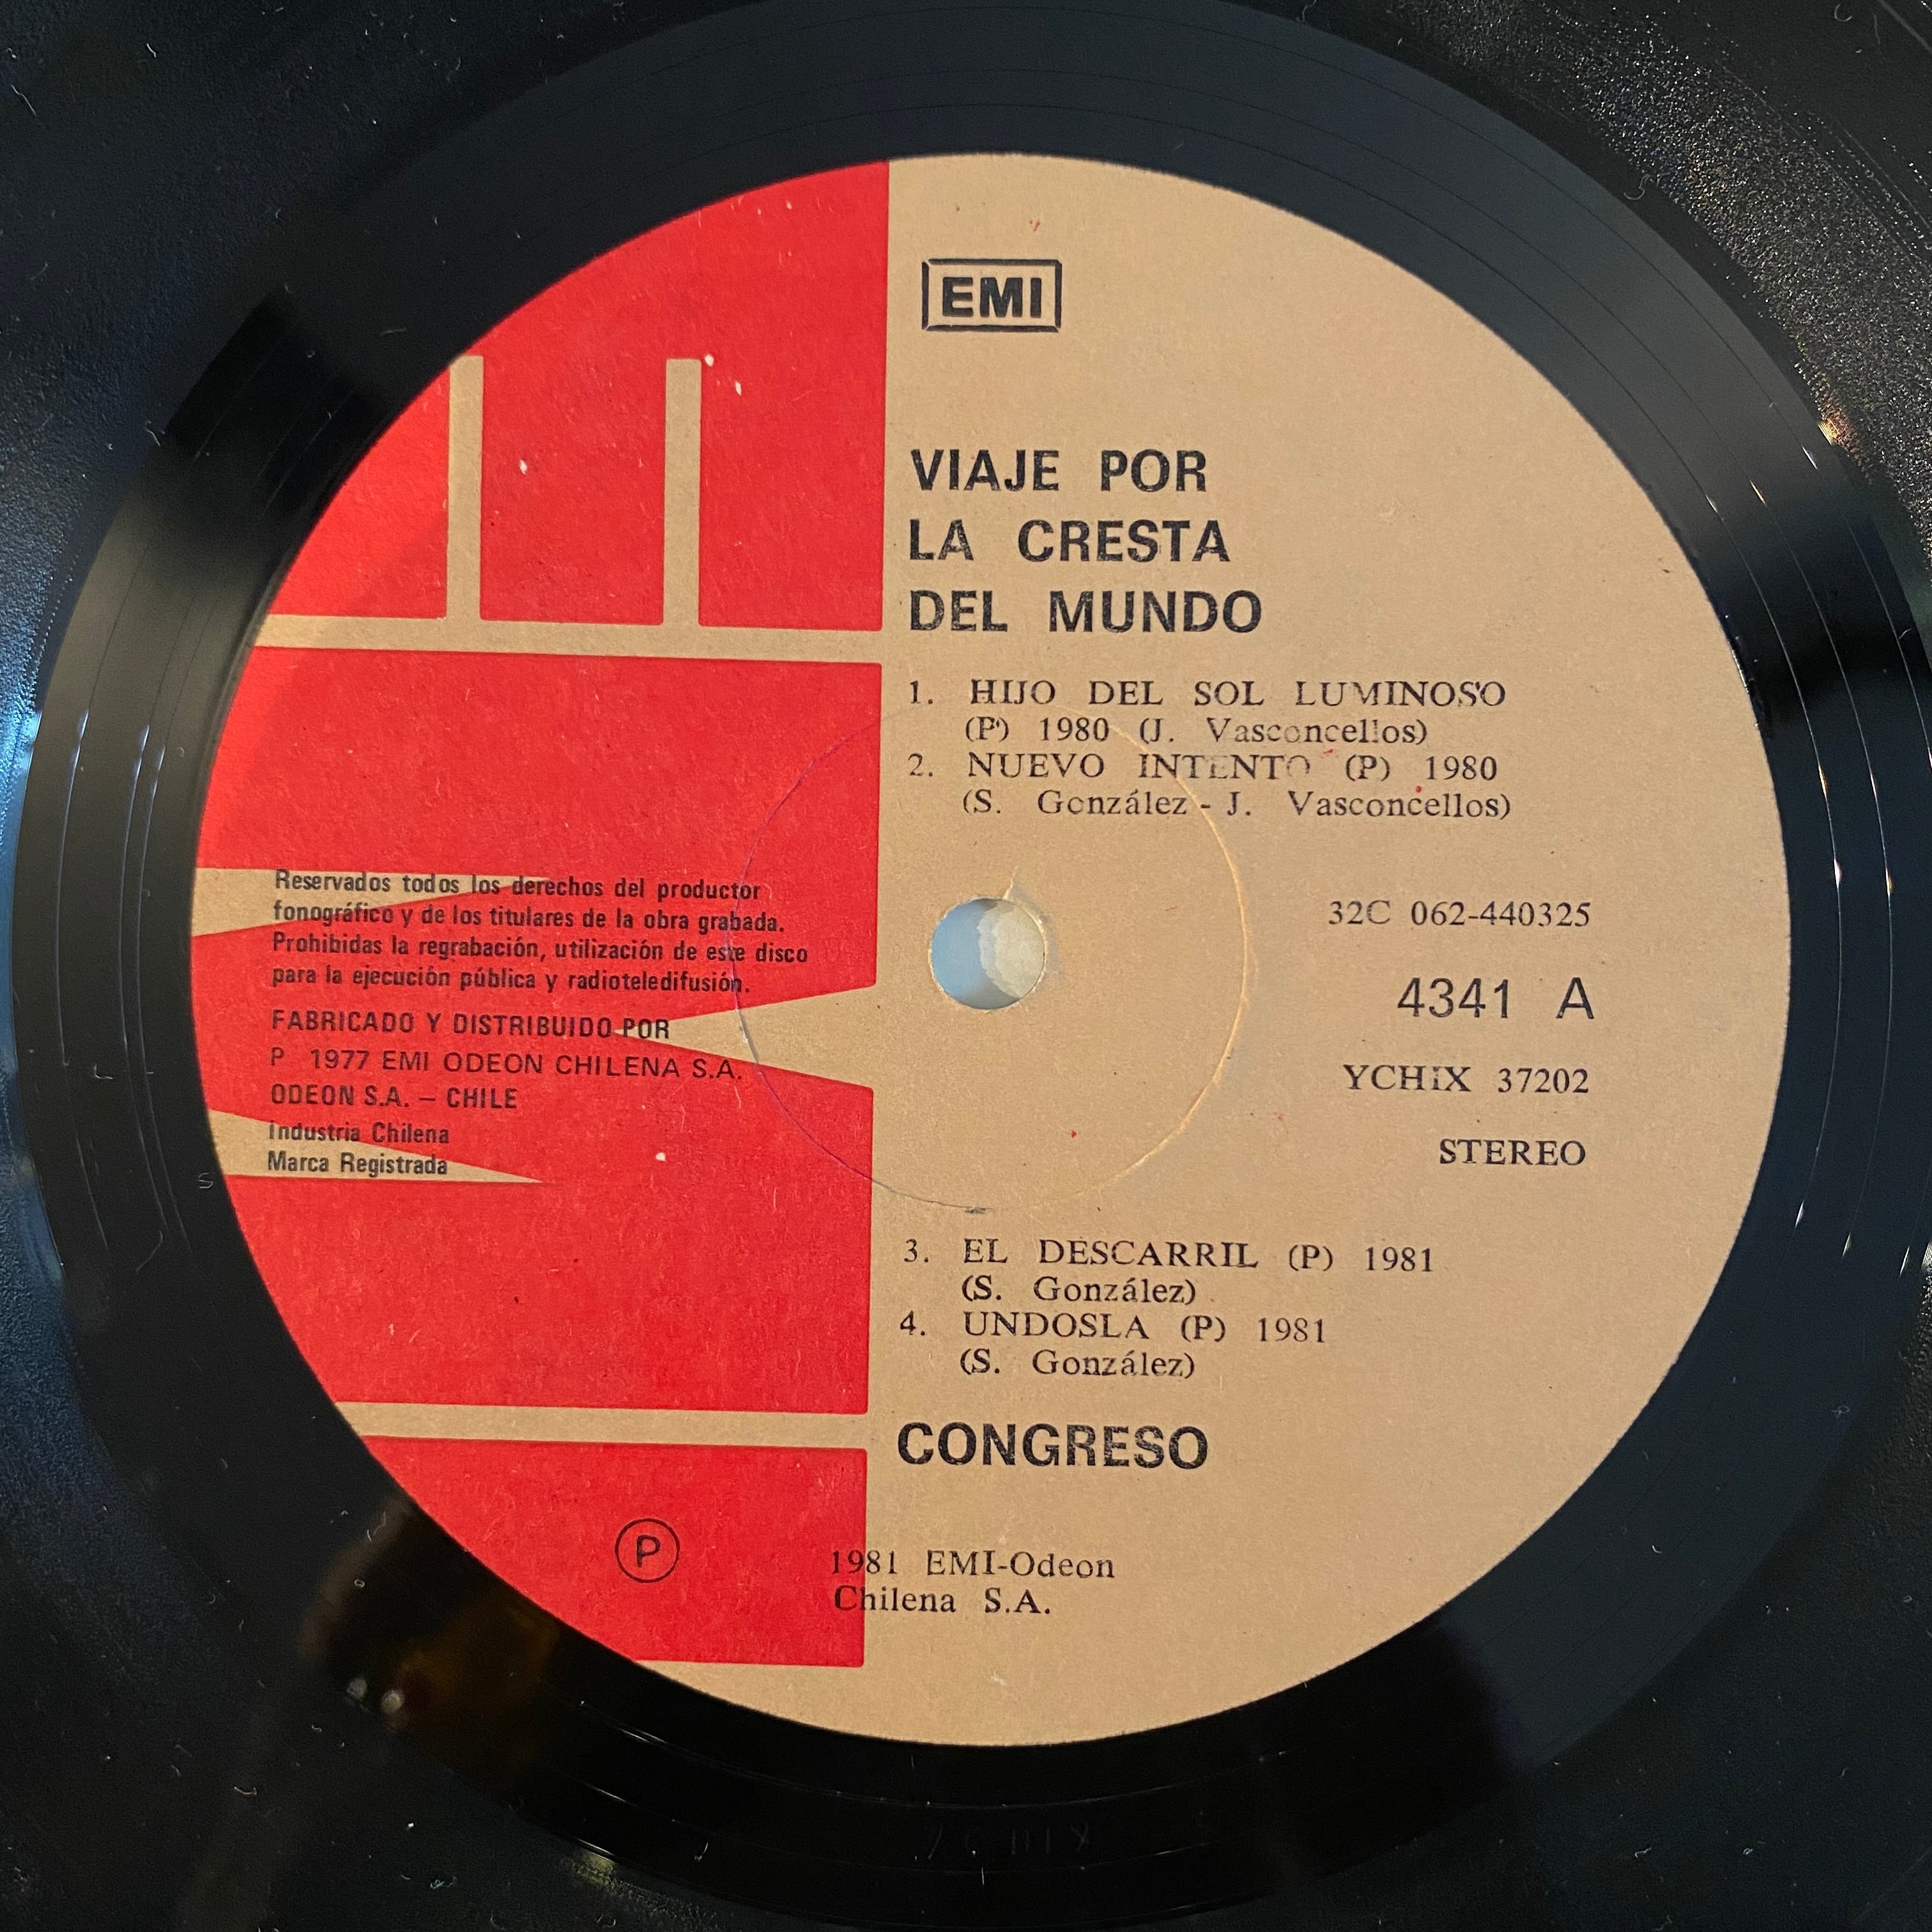 EMI
VIAJE POR
LA CRESTA
DEL MUNDO
1. HIJO DEL SOL LUMINOSO
(P) 1980 (J. Vasconcellos)
2. NUEVO INTENTO (P) 1980
(S. González - J. Vasconcellos)
Reservados todos los derechos del productor
fonográfico y de los titulares de la obra grabada.
Prohibidas la regrabación, utilización de este disco
para la ejecución pública y radioteledifusión.
FABRICADO Y DISTRIBUIDO POR
P 1977 EMI ODEON CHILENA S.A.
ODEON S.A. – CHILE
Industria Chilena
Marca Registrada
32C 062-440325
4341 A
YCHIX 37202
STEREO
3. EL DESCARRIL (P) 1981
(S. González)
4. UNDOSLA (P) 1981
(S. González)
CONGRESO
Ⓟ 1981 EMI-Odeon
Chilena S.A.